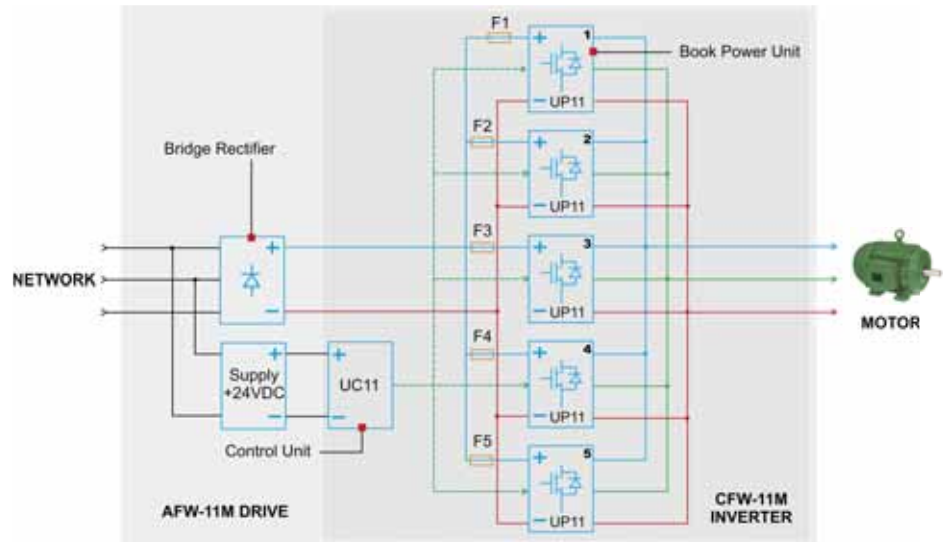 F1
+
1
Book Power Unit
−
UP11
F2
+
2
Bridge Rectifier
−
UP11
F3
+
3
+
NETWORK
−
UP11
MOTOR
F4
+
4
Supply
+24VDC
+
−
+
−
UC11
−
UP11
Control Unit
F5
+
5
−
UP11
AFW-11M DRIVE
CFW-11M
INVERTER